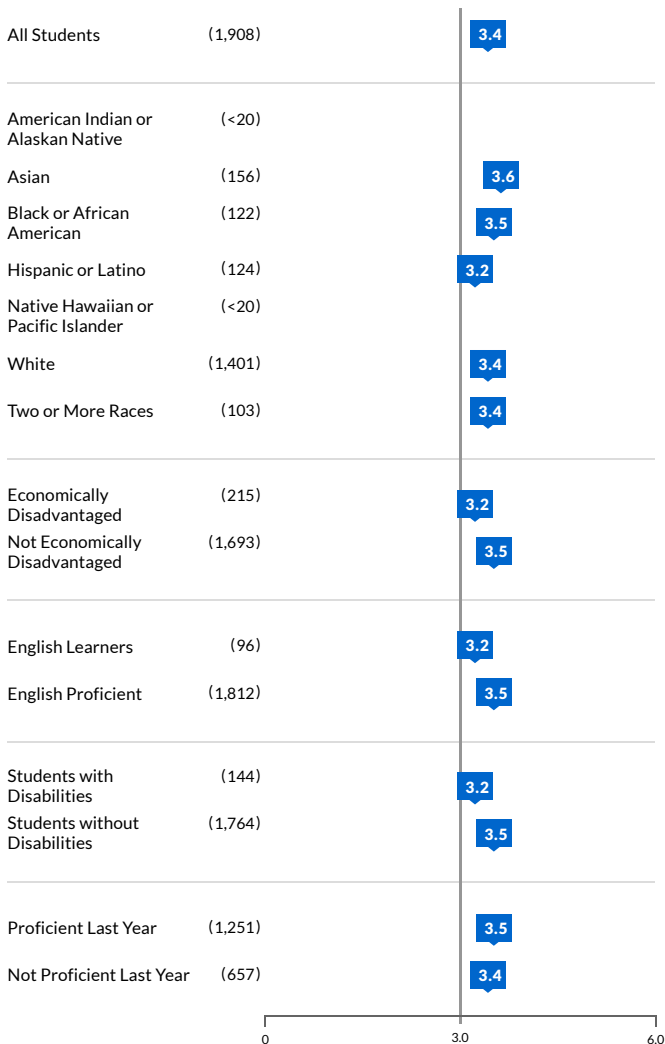 All Students (1,908) 3.4
American Indian or (<20)
Alaskan Native
Asian (156) 3.6
Black or African (122) 3.5
American
Hispanic or Latino (124) 3.2
Native Hawaiian or (<20)
Pacific Islander
White (1,401) 3.4
Two or More Races (103) 3.4
Economically (215) 3.2
Disadvantaged
Not Economically (1,693) 3.5
Disadvantaged
English Learners (96) 3.2
English Proficient (1,812) 3.5
Students with (144) 3.2
Disabilities
Students without (1,764) 3.5
Disabilities
Proficient Last Year (1,251) 3.5
Not Proficient Last Year (657) 3.4
0 3.0 6.0